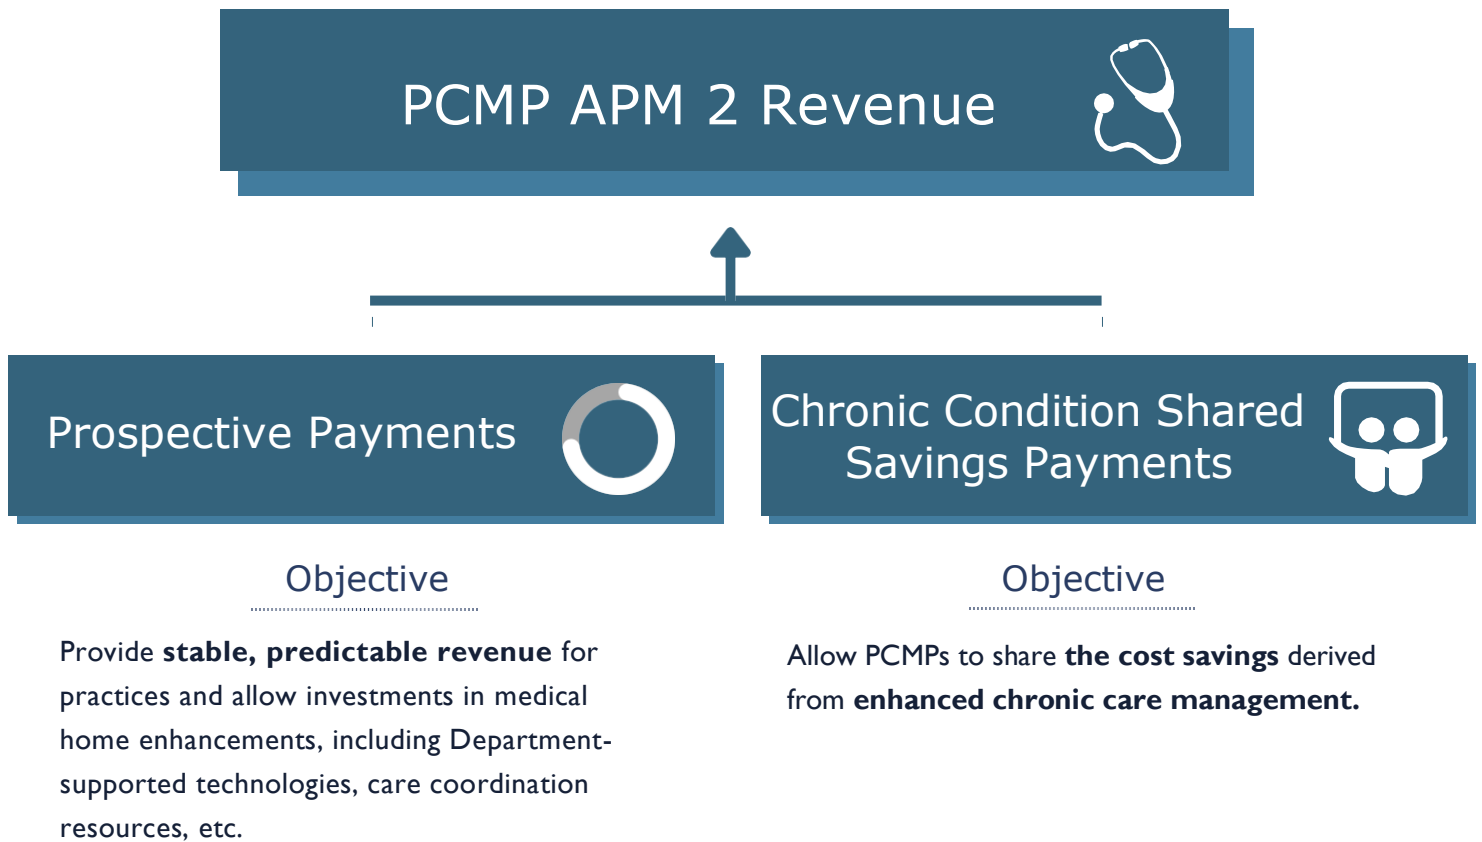 PCMP APM 2 Revenue
Prospective Payments
Chronic Condition Shared
Savings Payments
Objective
Provide stable, predictable revenue for
practices and allow investments in medical
home enhancements, including Department-
supported technologies, care coordination
resources, etc.
Objective
Allow PCMPs to share the cost savings derived
from enhanced chronic care management.